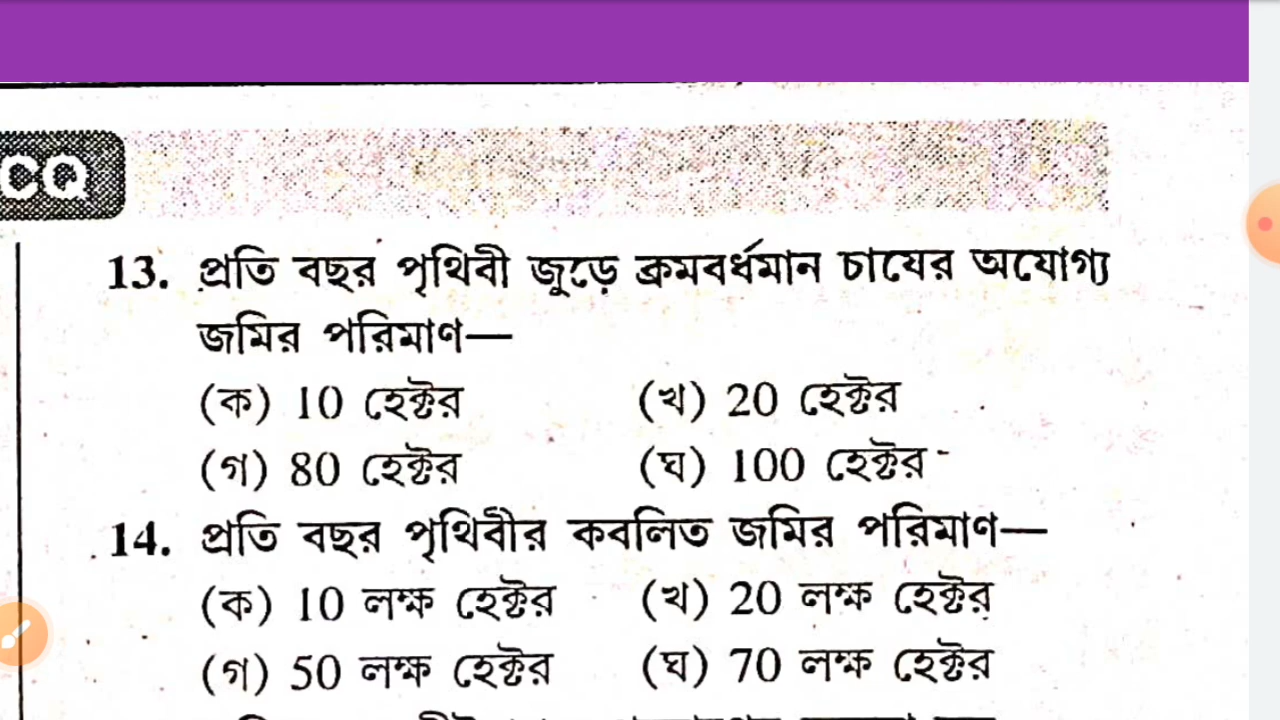 CQ
13. প্রতি বছর পৃথিবী জুড়ে ক্রমবর্ধমান চাযের অযোগ্য
জমির পরিমাণ—
(ক) 10 হেক্টর (খ) 20 হেক্টর
(গ) 80 হেক্টর (ঘ) 100 হেক্টর
14. প্রতি বছর পৃথিবীর কবলিত জমির পরিমাণ—
(ক) 10 লক্ষ হেক্টর (খ) 20 লক্ষ হেক্টর
(গ) 50 লক্ষ হেক্টর (ঘ) 70 লক্ষ হেক্টর